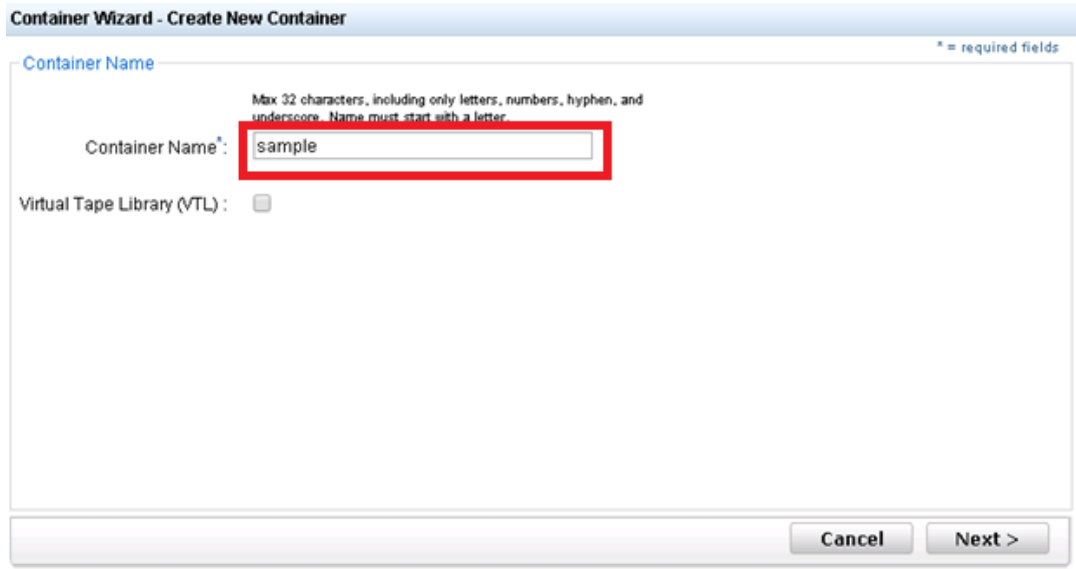 Container Wizard - Create New Container
* = required fields
Container Name
Max 32 characters, including only letters, numbers, hyphen, and
underscore. Name must start with a letter.
Container Name*: sample
Virtual Tape Library (VTL) :
Cancel Next >